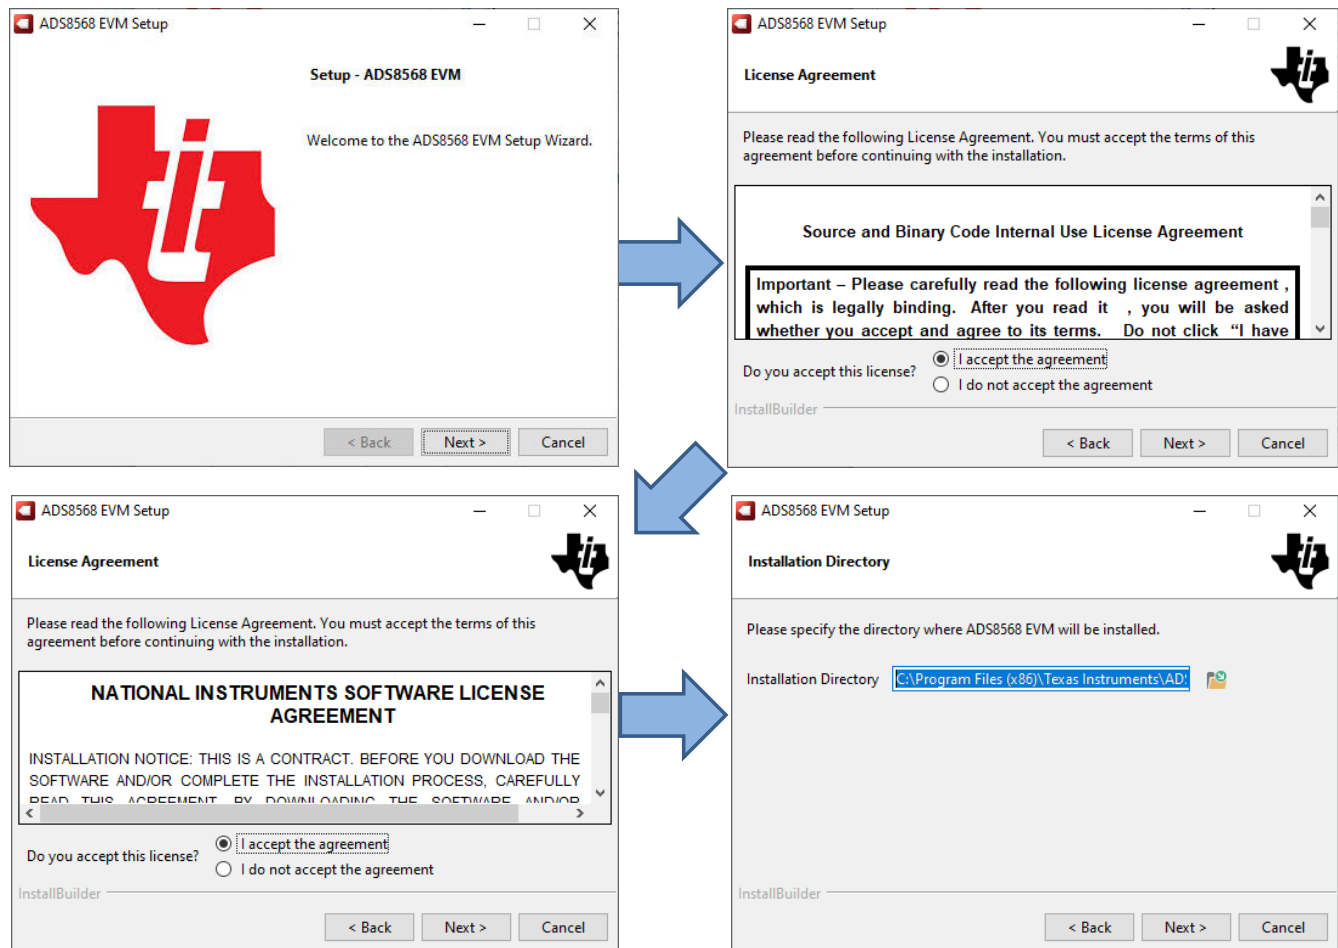 ADS8568 EVM Setup
Setup - ADS8568 EVM
Welcome to the ADS8568 EVM Setup Wizard.
< Back
Next >
Cancel
ADS8568 EVM Setup
License Agreement
Please read the following License Agreement. You must accept the terms of this
agreement before continuing with the installation.
Source and Binary Code Internal Use License Agreement
Important – Please carefully read the following license agreement ,
which is legally binding. After you read it , you will be asked
whether you accept and agree to its terms. Do not click “I have
Do you accept this license?
I accept the agreement
I do not accept the agreement
InstallBuilder
< Back
Next >
Cancel
ADS8568 EVM Setup
License Agreement
Please read the following License Agreement. You must accept the terms of this
agreement before continuing with the installation.
NATIONAL INSTRUMENTS SOFTWARE LICENSE
AGREEMENT
INSTALLATION NOTICE: THIS IS A CONTRACT. BEFORE YOU DOWNLOAD THE
SOFTWARE AND/OR COMPLETE THE INSTALLATION PROCESS, CAREFULLY
READ THIS AGREEMENT. BY DOWNLOADING THE SOFTWARE AND/OR
Do you accept this license?
I accept the agreement
I do not accept the agreement
InstallBuilder
< Back
Next >
Cancel
ADS8568 EVM Setup
Installation Directory
Please specify the directory where ADS8568 EVM will be installed.
Installation Directory
C:\Program Files (x86)\Texas Instruments\AD
InstallBuilder
< Back
Next >
Cancel